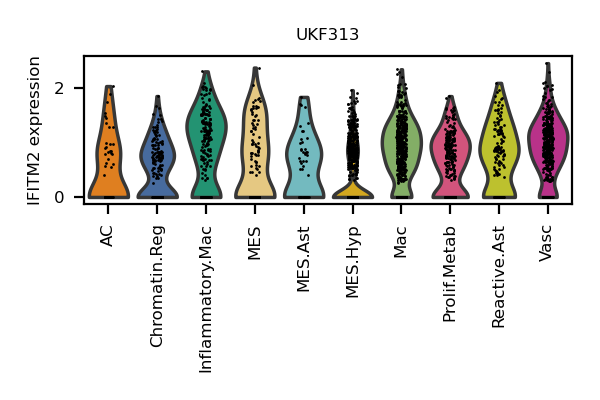 UKF313
IFITM2 expression
2
0
AC
Chromatin.Reg
Inflammatory.Mac
MES
MES.Ast
MES.Hyp
Mac
Prolif.Metab
Reactive.Ast
Vasc